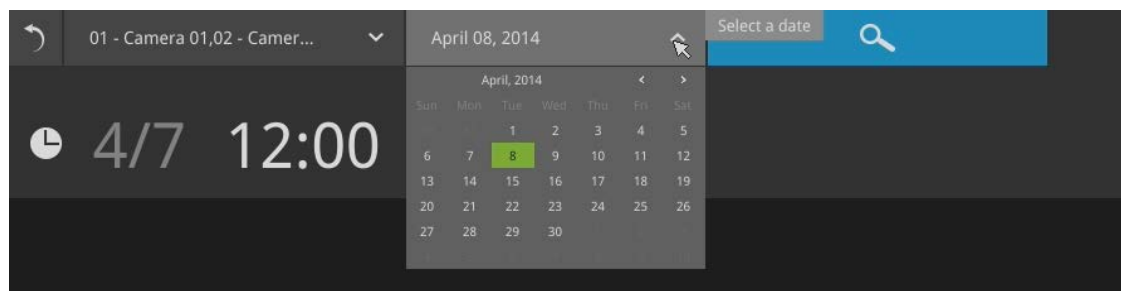 01 - Camera 01,02 - Camer...
April 08, 2014
Select a date
April, 2014
Sun Mon Tue Wed Thu Fri Sat
1 2 3 4 5
6 7 8 9 10 11 12
13 14 15 16 17 18 19
20 21 22 23 24 25 26
27 28 29 30
4/7 12:00